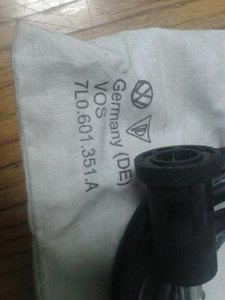 Germany (DE)
VOS
7L0.601.351.A